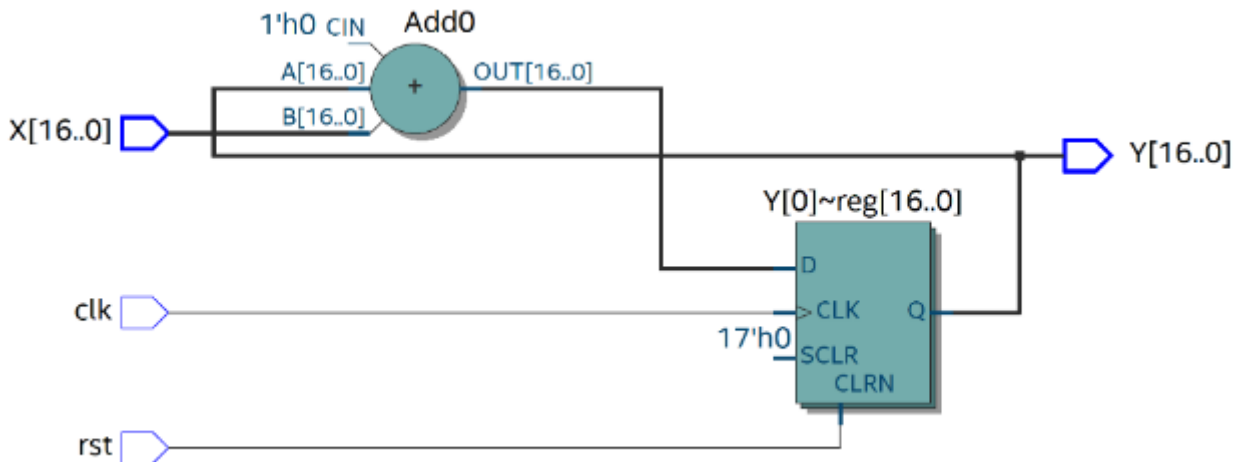 Add0
1'h0 CIN
A[16..0]
OUT[16..0]
B[16..0]
X[16..0]
Y[16..0]
Y[0]~reg[16..0]
D
clk
CLK
Q
17'h0
SCLR
CLRN
rst